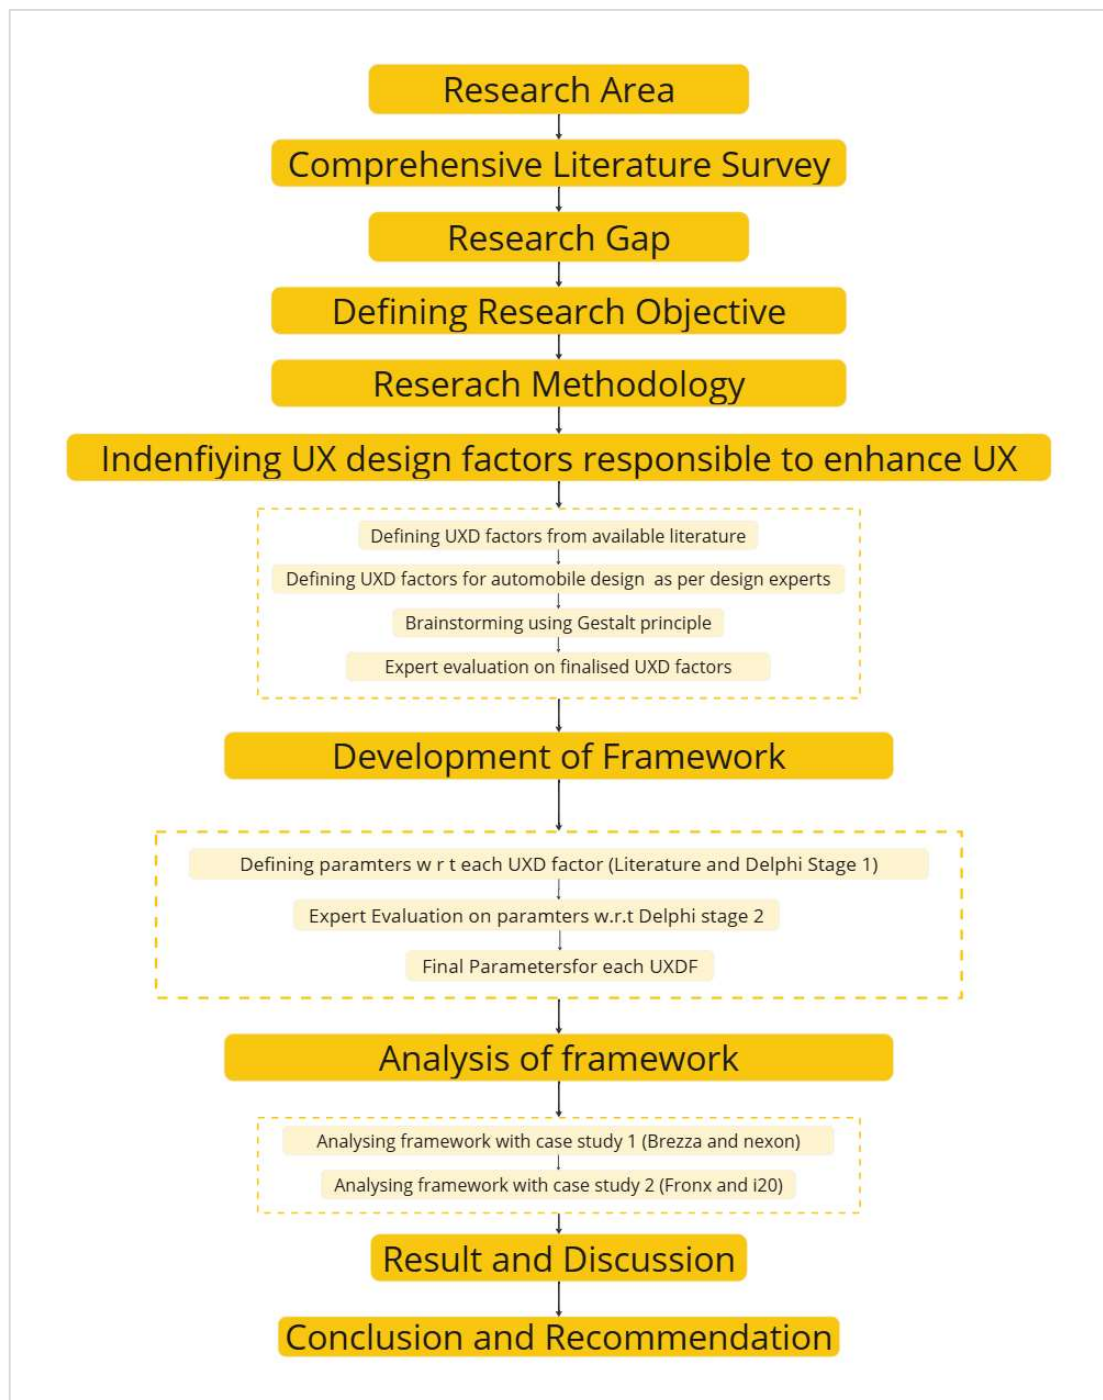 Research Area
Comprehensive Literature Survey
Research Gap
Defining Research Objective
Reserach Methodology
Indenfiying UX design factors responsible to enhance UX
Defining UXD factors from available literature
Defining UXD factors for automobile design as per design experts
Brainstorming using Gestalt principle
Expert evaluation on finalised UXD factors
Development of Framework
Defining paramters w r t each UXD factor (Literature and Delphi Stage 1)
Expert Evaluation on paramters w.r.t Delphi stage 2
Final Parametersfor each UXDF
Analysis of framework
Analysing framework with case study 1 (Brezza and nexon)
Analysing framework with case study 2 (Fronx and i20)
Result and Discussion
Conclusion and Recommendation